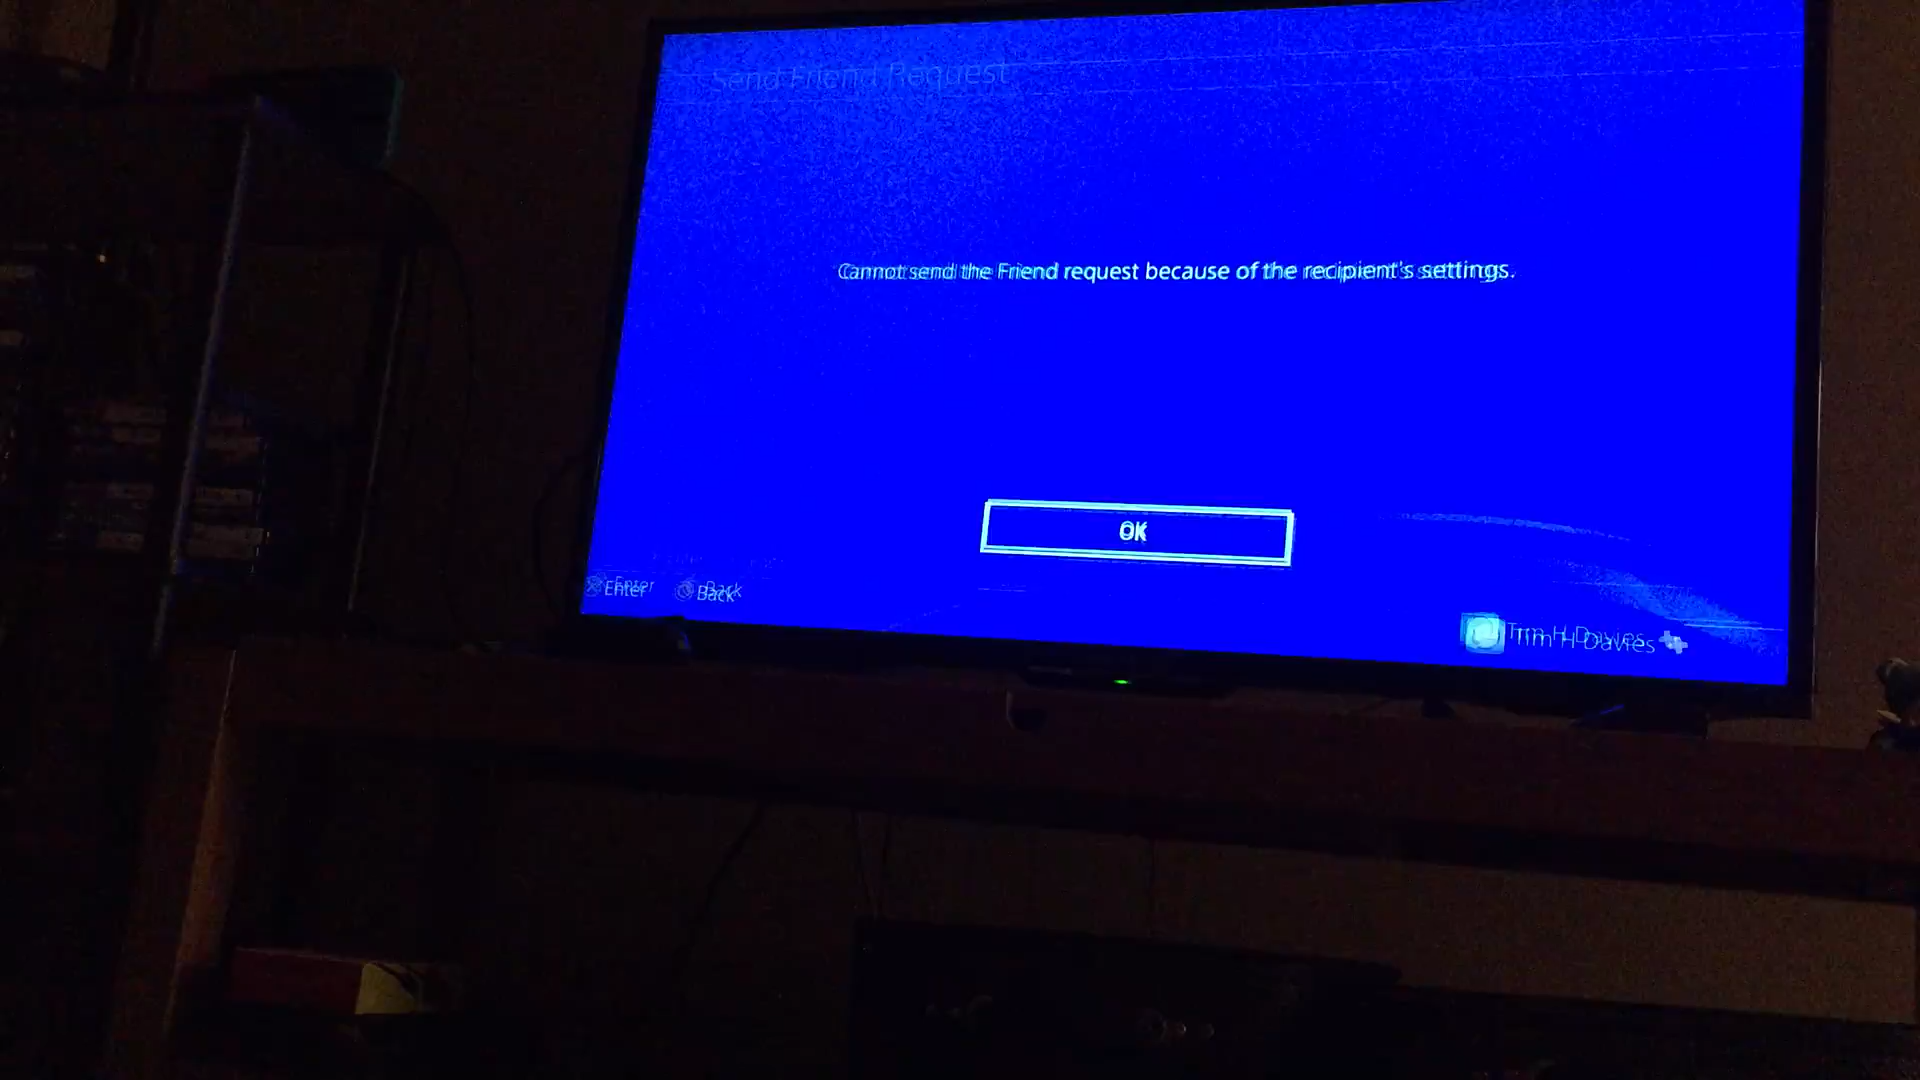 Send Friend Request
Cannot send the Friend request because of the recipient's settings.
OK
Enter Back
Tim H Davies